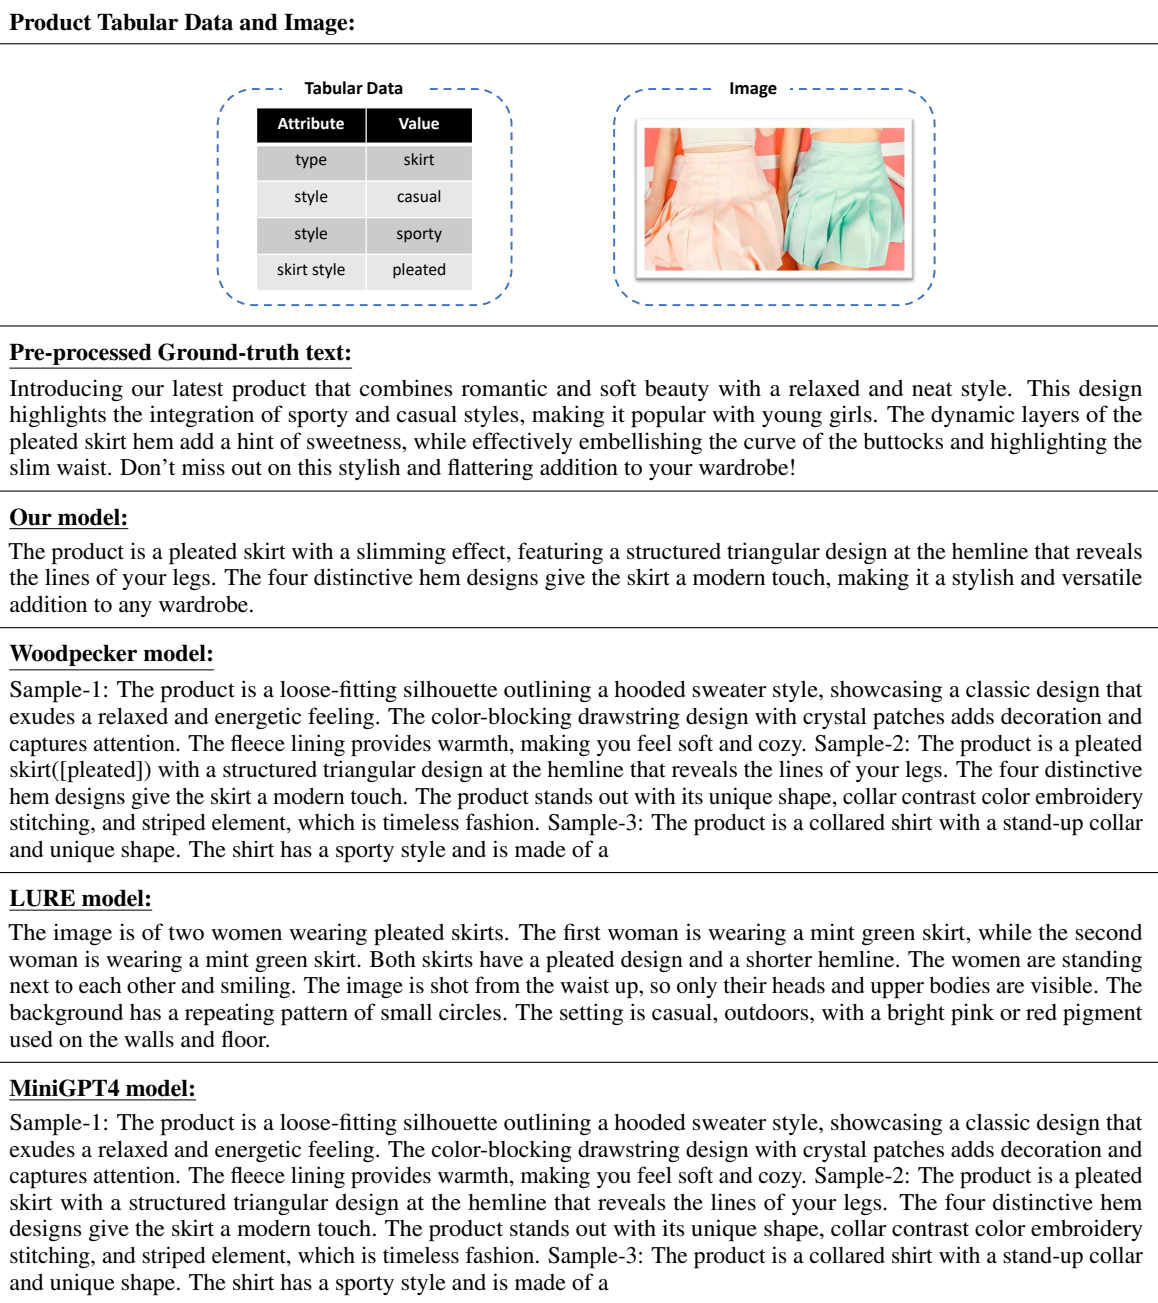 Product Tabular Data and Image:
Tabular Data
Attribute Value
type skirt
style casual
style sporty
skirt style pleated
Image
Pre-processed Ground-truth text:
Introducing our latest product that combines romantic and soft beauty with a relaxed and neat style. This design
highlights the integration of sporty and casual styles, making it popular with young girls. The dynamic layers of the
pleated skirt hem add a hint of sweetness, while effectively embellishing the curve of the buttocks and highlighting the
slim waist. Don't miss out on this stylish and flattering addition to your wardrobe!
Our model:
The product is a pleated skirt with a slimming effect, featuring a structured triangular design at the hemline that reveals
the lines of your legs. The four distinctive hem designs give the skirt a modern touch, making it a stylish and versatile
addition to any wardrobe.
Woodpecker model:
Sample-1: The product is a loose-fitting silhouette outlining a hooded sweater style, showcasing a classic design that
exudes a relaxed and energetic feeling. The color-blocking drawstring design with crystal patches adds decoration and
captures attention. The fleece lining provides warmth, making you feel soft and cozy. Sample-2: The product is a pleated
skirt([pleated]) with a structured triangular design at the hemline that reveals the lines of your legs. The four distinctive
hem designs give the skirt a modern touch. The product stands out with its unique shape, collar contrast color embroidery
stitching, and striped element, which is timeless fashion. Sample-3: The product is a collared shirt with a stand-up collar
and unique shape. The shirt has a sporty style and is made of a
LURE model:
The image is of two women wearing pleated skirts. The first woman is wearing a mint green skirt, while the second
woman is wearing a mint green skirt. Both skirts have a pleated design and a shorter hemline. The women are standing
next to each other and smiling. The image is shot from the waist up, so only their heads and upper bodies are visible. The
background has a repeating pattern of small circles. The setting is casual, outdoors, with a bright pink or red pigment
used on the walls and floor.
MiniGPT4 model:
Sample-1: The product is a loose-fitting silhouette outlining a hooded sweater style, showcasing a classic design that
exudes a relaxed and energetic feeling. The color-blocking drawstring design with crystal patches adds decoration and
captures attention. The fleece lining provides warmth, making you feel soft and cozy. Sample-2: The product is a pleated
skirt with a structured triangular design at the hemline that reveals the lines of your legs. The four distinctive hem
designs give the skirt a modern touch. The product stands out with its unique shape, collar contrast color embroidery
stitching, and striped element, which is timeless fashion. Sample-3: The product is a collared shirt with a stand-up collar
and unique shape. The shirt has a sporty style and is made of a